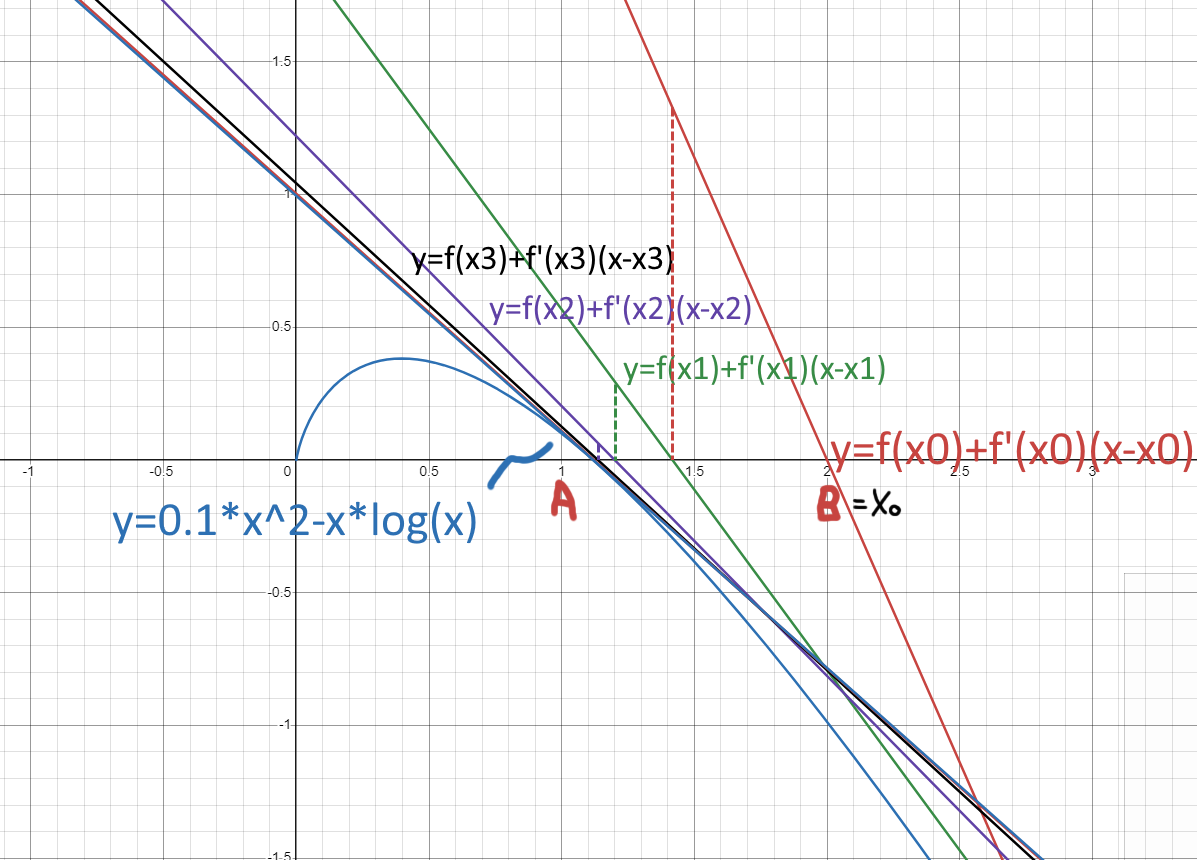 1.5
1
y=f(x3)+f'(x3)(x-x3)
y=f(x2)+f'(x2)(x-x2)
0.5
y=f(x1)+f'(x1)(x-x1)
y=f(x0)+f'(x0)(x-x0)
-1 -0.5 0 0.5 1 1.5 2 2.5 3
A
B =X₀
y=0.1*x^2-x*log(x)
-0.5
-1
-1.5